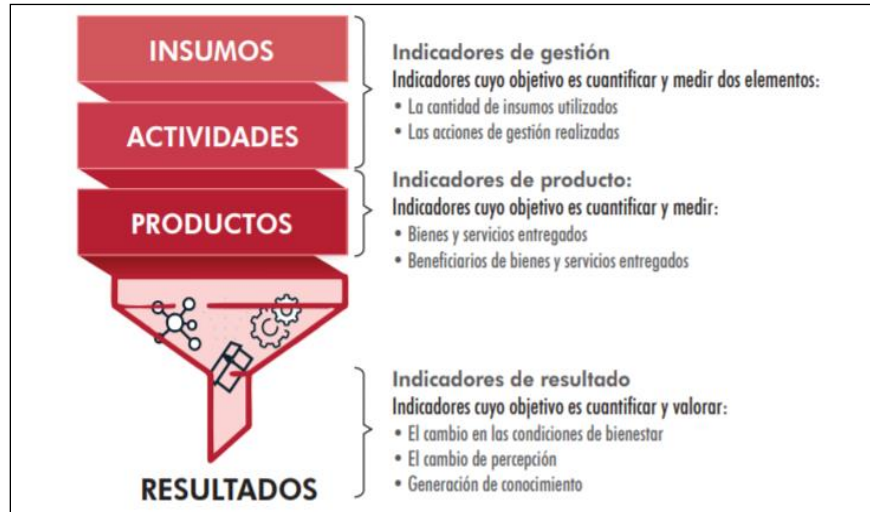 INSUMOS
ACTIVIDADES
PRODUCTOS
RESULTADOS
Indicadores de gestión
Indicadores cuyo objetivo es cuantificar y medir dos elementos:
• La cantidad de insumos utilizados
• Las acciones de gestión realizadas
Indicadores de producto:
Indicadores cuyo objetivo es cuantificar y medir:
• Bienes y servicios entregados
• Beneficiarios de bienes y servicios entregados
Indicadores de resultado
Indicadores cuyo objetivo es cuantificar y valorar:
• El cambio en las condiciones de bienestar
• El cambio de percepción
• Generación de conocimiento